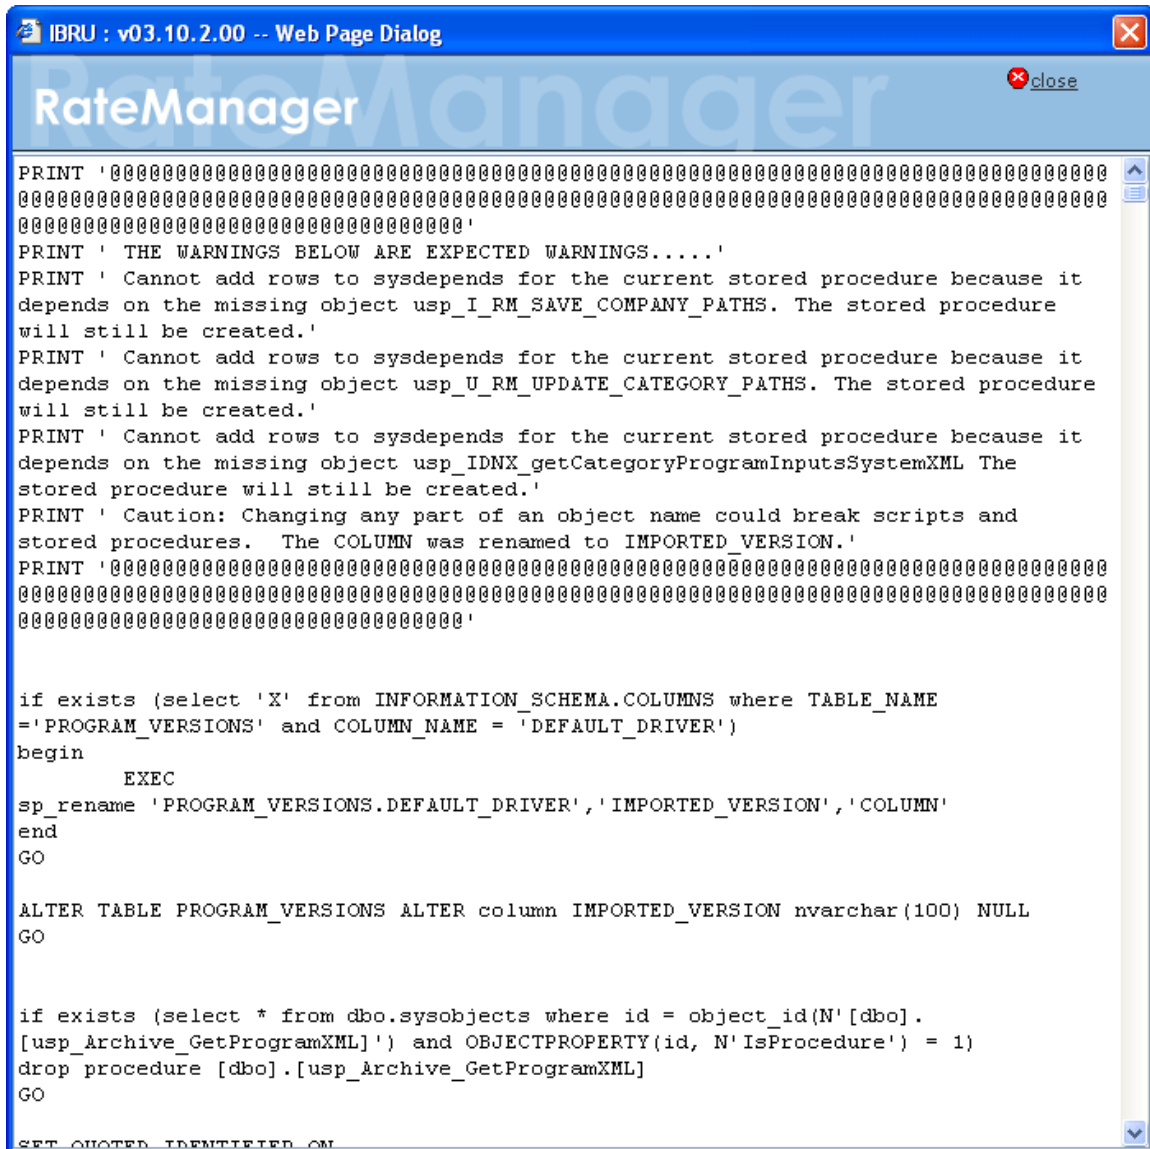 IBRU : v03.10.2.00 -- Web Page Dialog
RateManager
RateManager
close
PRINT '@@@@@@@@@@@@@@@@@@@@@@@@@@@@@@@@@@@@@@@@@@@@@@@@@@@@@@@@@@@@@@@@@@@@@@@@@@@@
@@@@@@@@@@@@@@@@@@@@@@@@@@@@@@@@@@@@@@@@@@@@@@@@@@@@@@@@@@@@@@@@@@@@@@@@@@@@@@@@@@@
@@@@@@@@@@@@@@@@@@@@@@@@@@@@@@@@@@'
PRINT ' THE WARNINGS BELOW ARE EXPECTED WARNINGS.....'
PRINT ' Cannot add rows to sysdepends for the current stored procedure because it
depends on the missing object usp_I_RM_SAVE_COMPANY_PATHS. The stored procedure
will still be created.'
PRINT ' Cannot add rows to sysdepends for the current stored procedure because it
depends on the missing object usp_U_RM_UPDATE_CATEGORY_PATHS. The stored procedure
will still be created.'
PRINT ' Cannot add rows to sysdepends for the current stored procedure because it
depends on the missing object usp_IDNX_getCategoryProgramInputsSystemXML The
stored procedure will still be created.'
PRINT ' Caution: Changing any part of an object name could break scripts and
stored procedures.  The COLUMN was renamed to IMPORTED_VERSION.'
PRINT '@@@@@@@@@@@@@@@@@@@@@@@@@@@@@@@@@@@@@@@@@@@@@@@@@@@@@@@@@@@@@@@@@@@@@@@@@@@@
@@@@@@@@@@@@@@@@@@@@@@@@@@@@@@@@@@@@@@@@@@@@@@@@@@@@@@@@@@@@@@@@@@@@@@@@@@@@@@@@@@@
@@@@@@@@@@@@@@@@@@@@@@@@@@@@@@@@@@'
if exists (select 'X' from INFORMATION_SCHEMA.COLUMNS where TABLE_NAME
='PROGRAM_VERSIONS' and COLUMN_NAME = 'DEFAULT_DRIVER')
begin
        EXEC
sp_rename 'PROGRAM_VERSIONS.DEFAULT_DRIVER','IMPORTED_VERSION','COLUMN'
end
GO
ALTER TABLE PROGRAM_VERSIONS ALTER column IMPORTED_VERSION nvarchar(100) NULL
GO
if exists (select * from dbo.sysobjects where id = object_id(N'[dbo].
[usp_Archive_GetProgramXML]') and OBJECTPROPERTY(id, N'IsProcedure') = 1)
drop procedure [dbo].[usp_Archive_GetProgramXML]
GO
SET QUOTED_IDENTIFIER ON